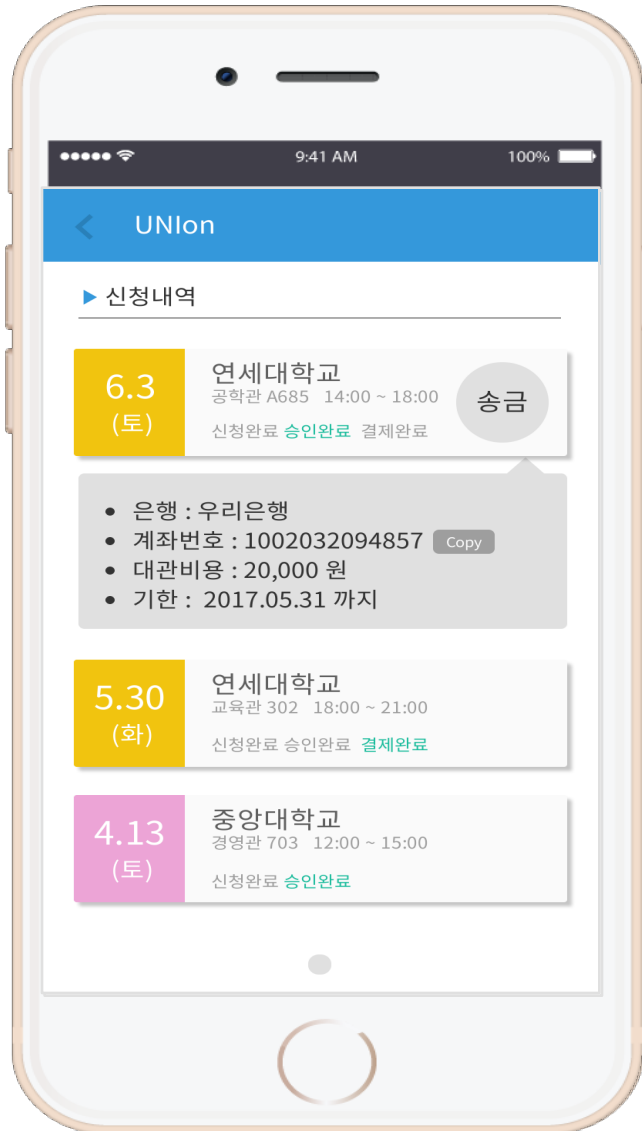 9:41 AM 100%
UNIon
신청내역
6.3
(토)
연세대학교
공학관 A685 14:00 ~ 18:00
신청완료 승인완료 결제완료
송금
은행 : 우리은행
계좌번호 : 1002032094857 Copy
대관비용 : 20,000 원
기한 : 2017.05.31 까지
5.30
(화)
연세대학교
교육관 302 18:00 ~ 21:00
신청완료 승인완료 결제완료
4.13
(토)
중앙대학교
경영관 703 12:00 ~ 15:00
신청완료 승인완료